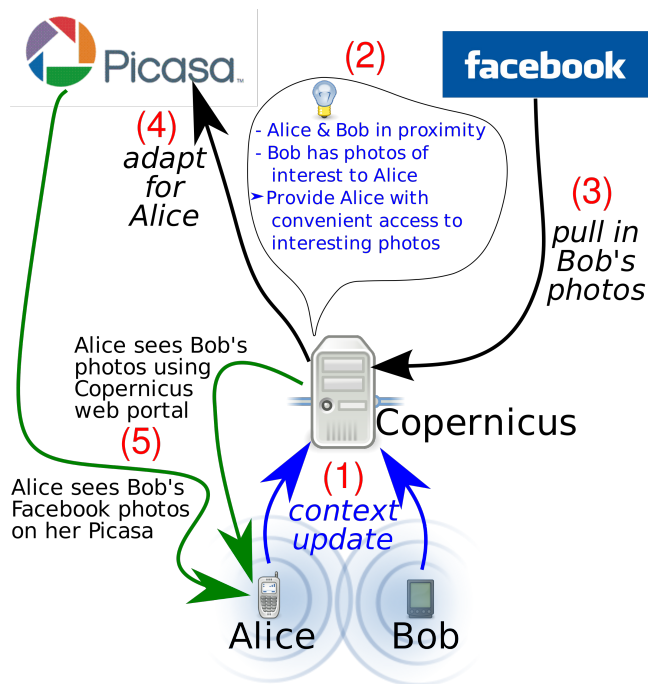 Picasa™
facebook
(2)
- Alice & Bob in proximity
- Bob has photos of
interest to Alice
➤Provide Alice with
convenient access to
interesting photos
(4)
adapt
for
Alice
(3)
pull in
Bob's
photos
Alice sees Bob's
photos using
Copernicus
web portal
Copernicus
(5)
Alice sees Bob's
Facebook photos
on her Picasa
(1)
context
update
Alice
Bob